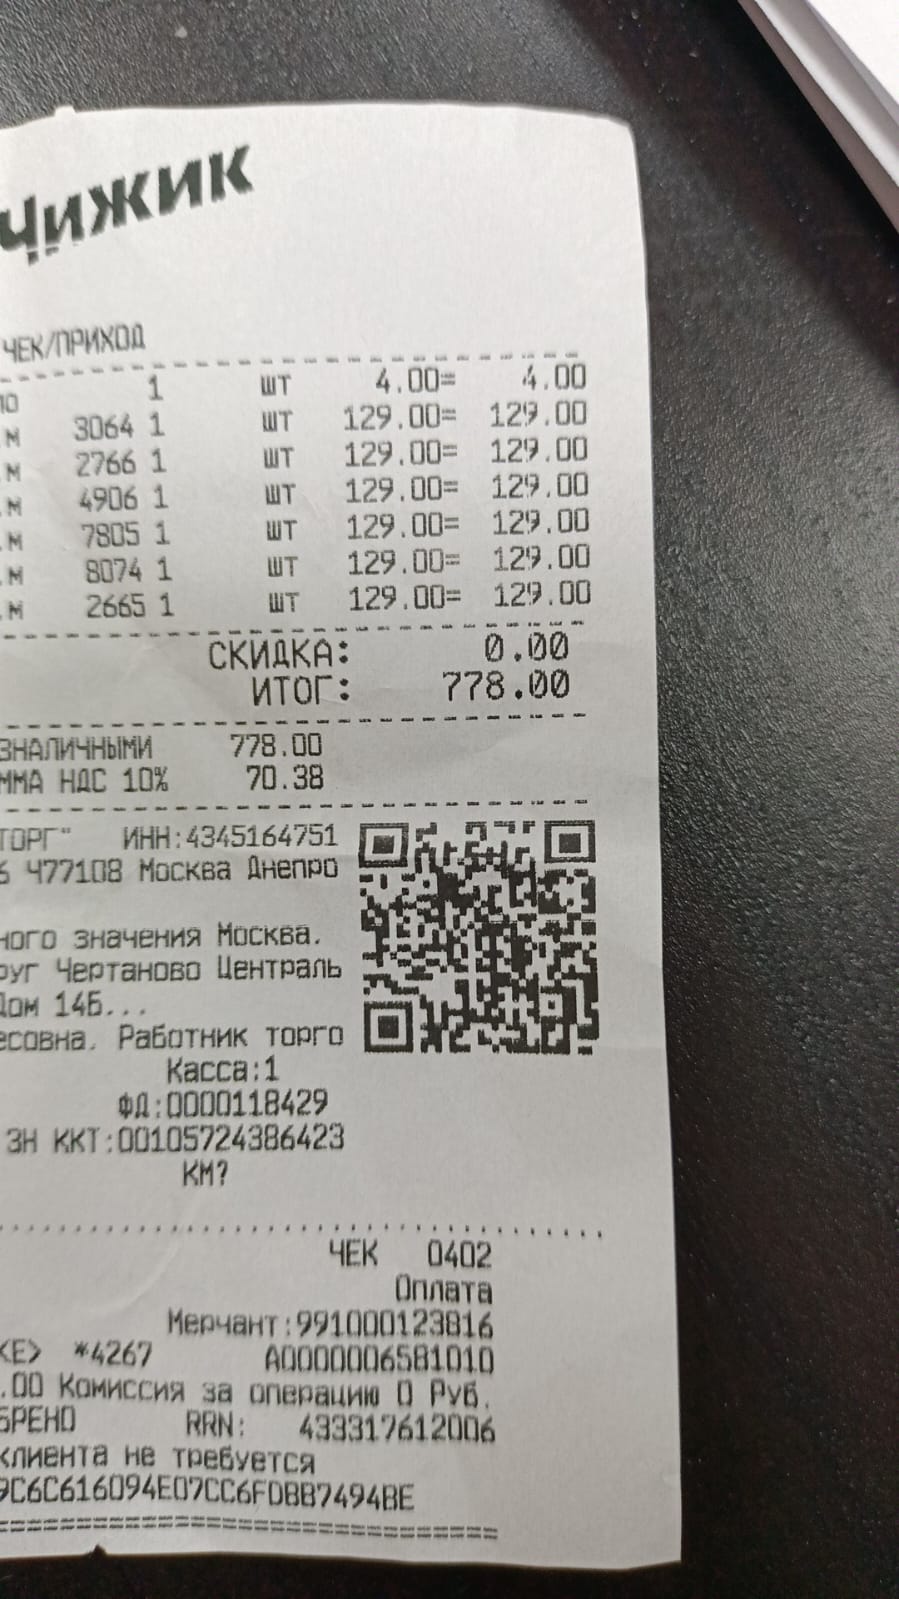 Чижик
ЧЕК/ПРИХОД
ло 1 шт 4.00= 4.00
.м 3064 1 шт 129.00= 129.00
.м 2766 1 шт 129.00= 129.00
.м 4906 1 шт 129.00= 129.00
.м 7805 1 шт 129.00= 129.00
.м 8074 1 шт 129.00= 129.00
.м 2665 1 шт 129.00= 129.00
СКИДКА: 0.00
ИТОГ: 778.00
ЗНАЛИЧНЫМИ 778.00
ММА НДС 10% 70.38
ТОРГ" ИНН:4345164751
5 Ч77108 Москва Днепро
ного значения Москва.
руг Чертаново Централь
Дом 14Б...
есовна. Работник торго
Касса:1
ФД:0000118429
ЗН ККТ:00105724386423
КМ?
ЧЕК 0402
Оплата
Мерчант:991000123816
<E> *4267 A0000006581010
.00 Комиссия за операцию 0 Руб.
БРЕНО RRN: 433317612006
клиента не требуется
9C6C616094E07CC6FDBB7494BE